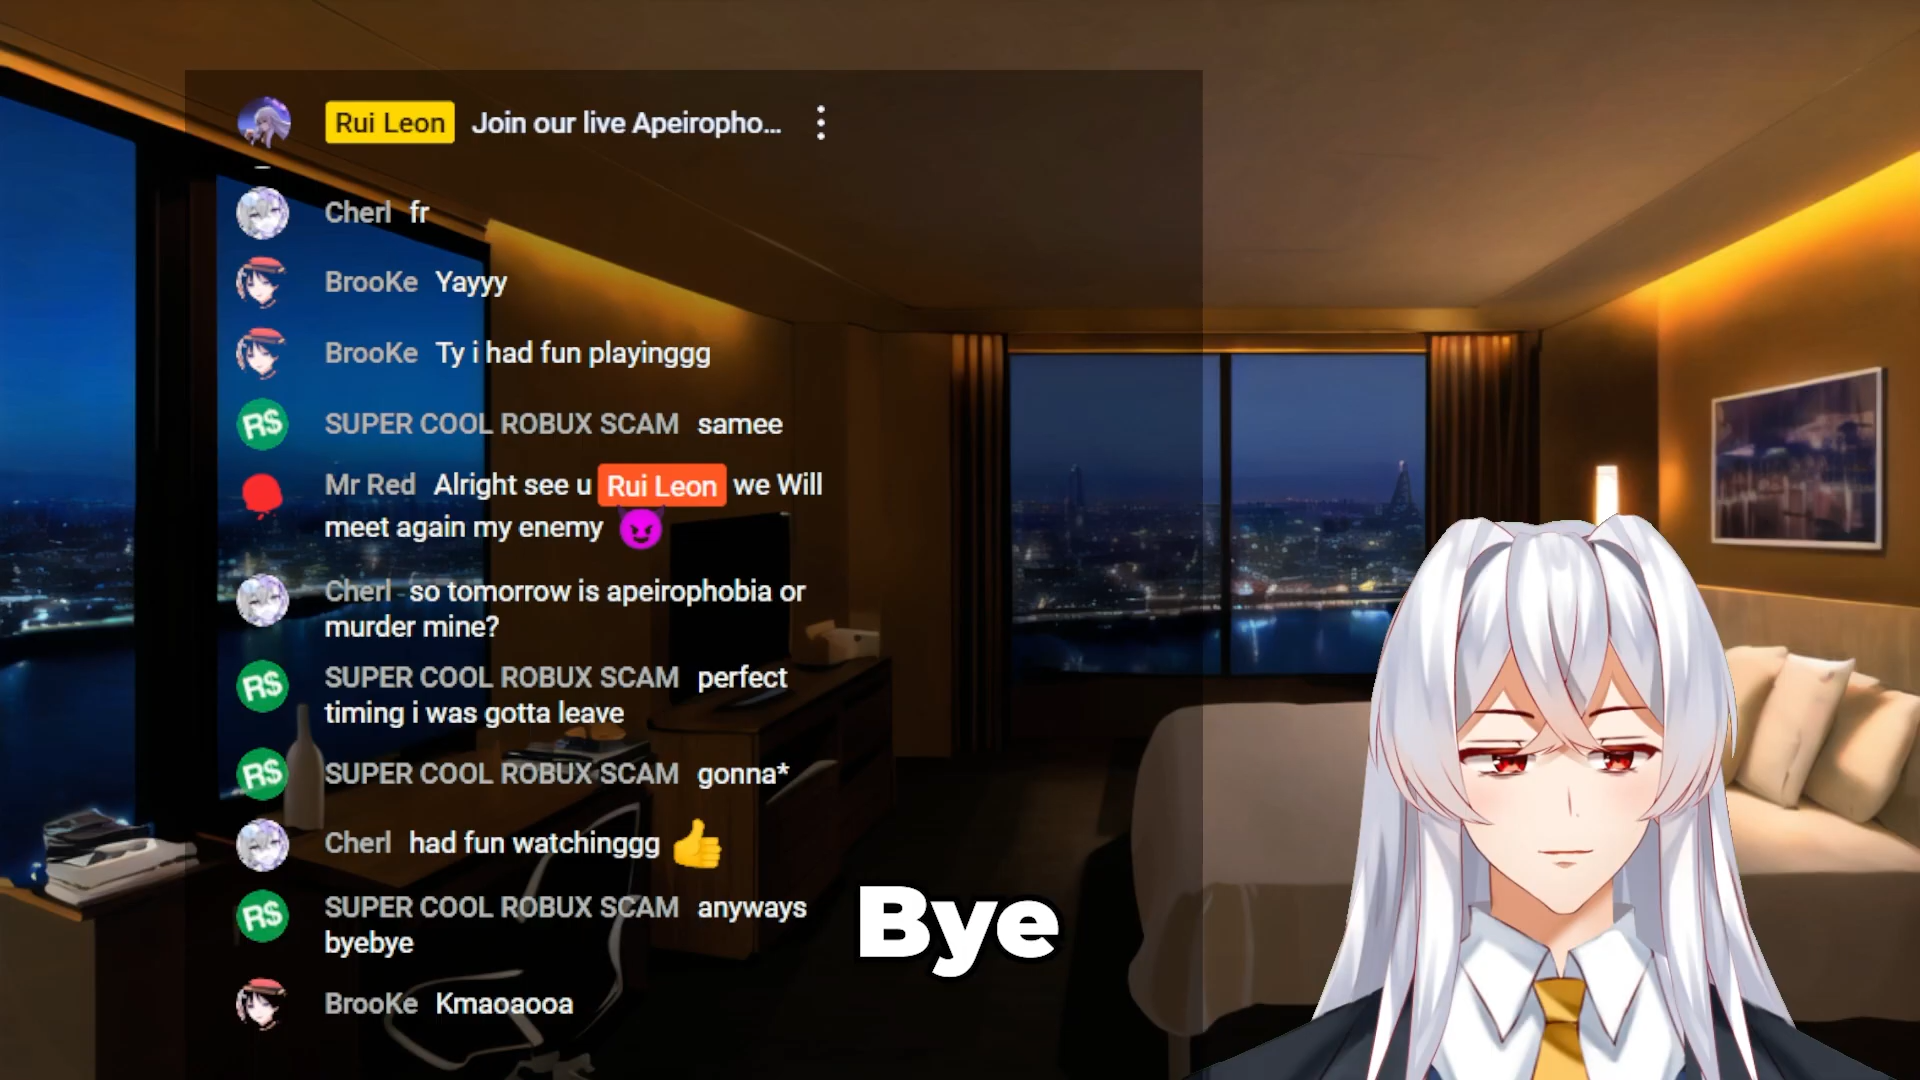 Rui Leon Join our live Apeiropho...
Cherl fr
BrooKe Yayyy
BrooKe Ty i had fun playinggg
R$ SUPER COOL ROBUX SCAM samee
Mr Red Alright see u Rui Leon we Will
meet again my enemy 😈
Cherl so tomorrow is apeirophobia or
murder mine?
R$ SUPER COOL ROBUX SCAM perfect
timing i was gotta leave
R$ SUPER COOL ROBUX SCAM gonna*
Cherl had fun watchinggg 👍
R$ SUPER COOL ROBUX SCAM anyways
byebye
BrooKe Kmaoaooa
Bye